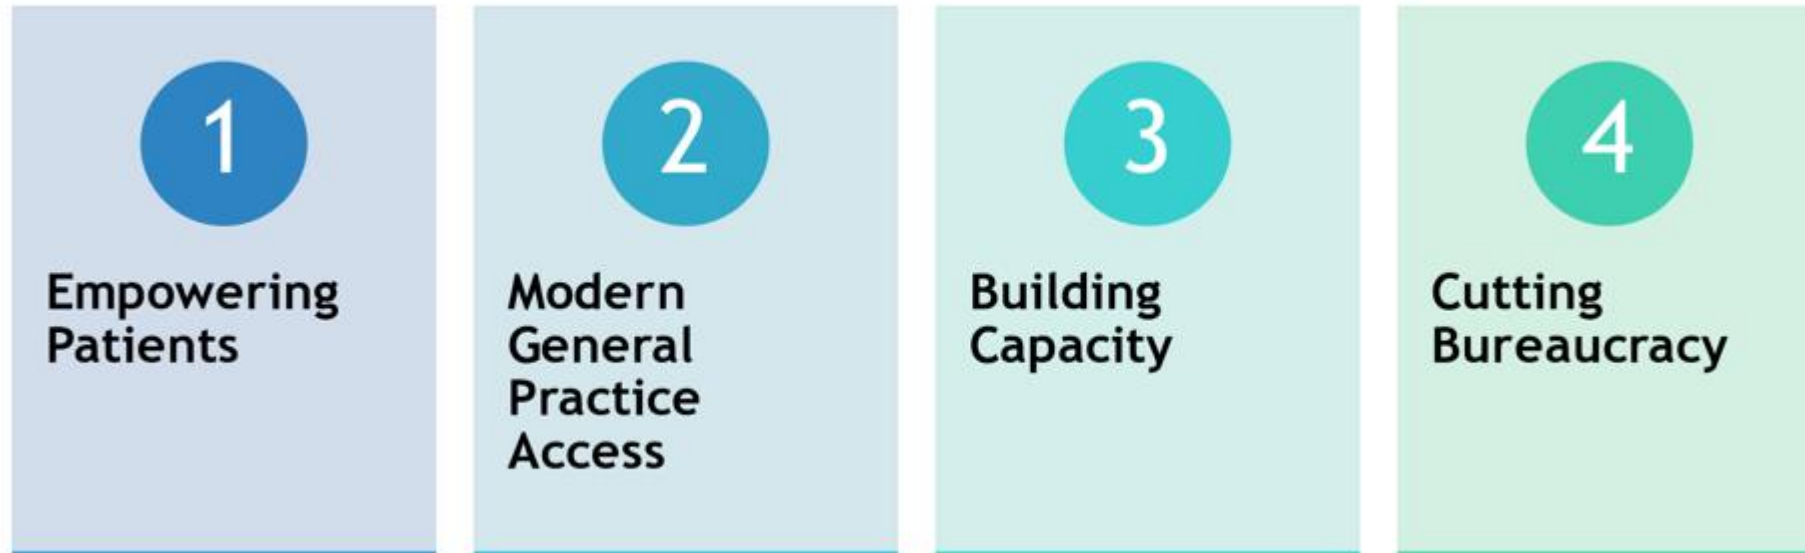 1
Empowering
Patients
2
Modern
General
Practice
Access
3
Building
Capacity
4
Cutting
Bureaucracy